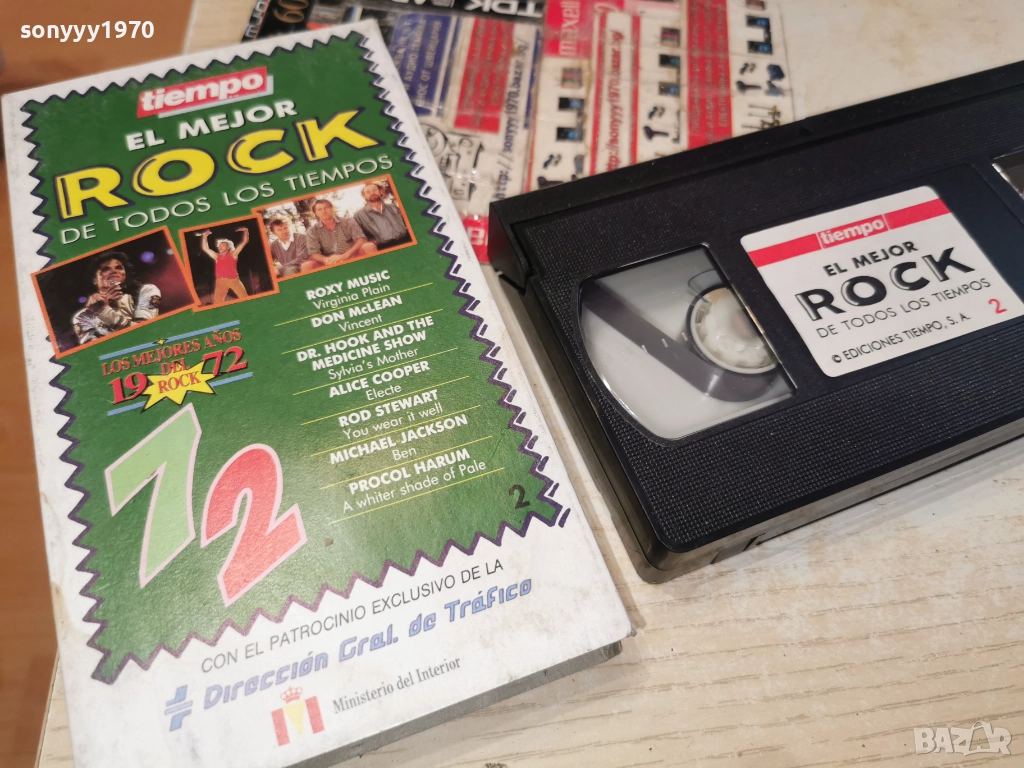 sonyyy1970
tiempo
EL MEJOR
ROCK
DE TODOS LOS TIEMPOS
LOS MEJORES AÑOS
DEL
19 ROCK 72
72
ROXY MUSIC
Virginia Plain
DON McLEAN
Vincent
DR. HOOK AND THE
MEDICINE SHOW
Sylvia's Mother
ALICE COOPER
Electe
ROD STEWART
You wear it well
MICHAEL JACKSON
Ben
PROCOL HARUM
A whiter shade of Pale
2
CON EL PATROCINIO EXCLUSIVO DE LA
Dirección Gral. de Tráfico
Ministerio del Interior
TDK
maxell
tiempo
EL MEJOR
ROCK
DE TODOS LOS TIEMPOS
© EDICIONES TIEMPO, S. A.
2
BAZAR